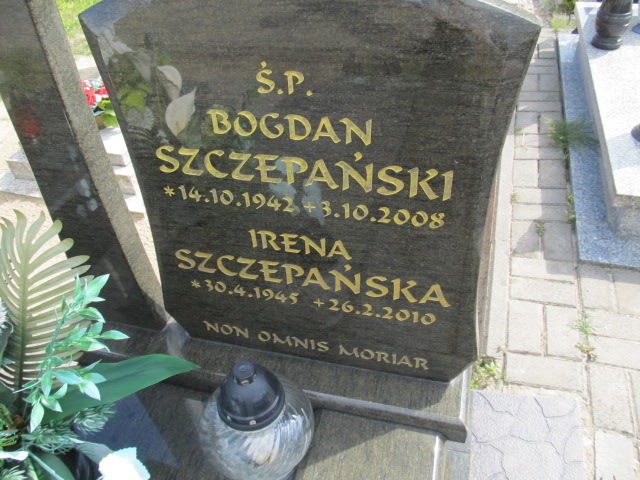 Ś.P.
BOGDAN
SZCZEPAŃSKI
*14.10.1942 +3.10.2008
IRENA
SZCZEPAŃSKA
*30.4.1945 +26.2.2010
NON OMNIS MORIAR